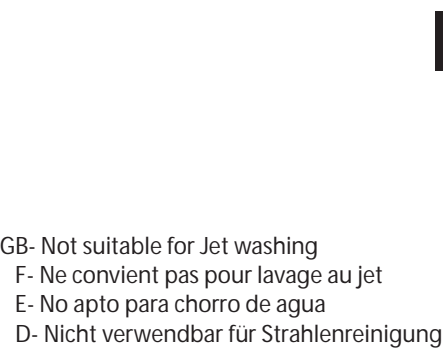 GB- Not suitable for Jet washing
F- Ne convient pas pour lavage au jet
E- No apto para chorro de agua
D- Nicht verwendbar für Strahlenreinigung